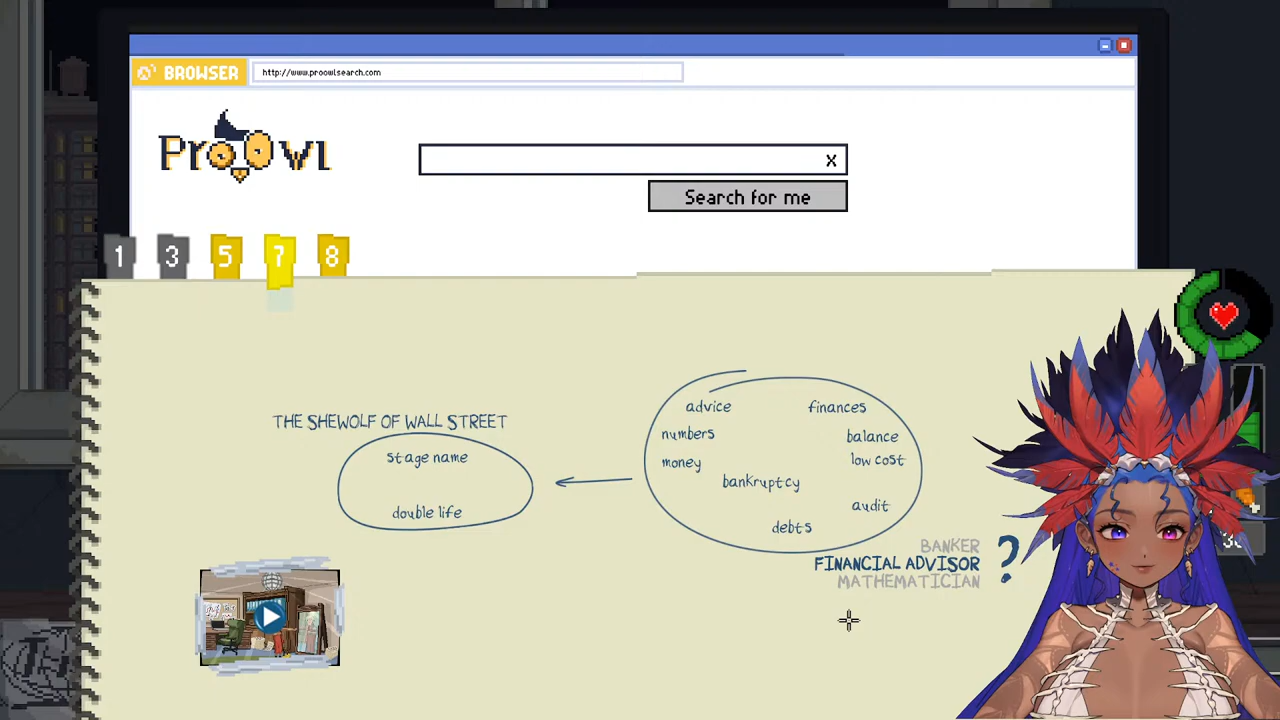 BROWSER
http://www.proowlsearch.com
PrOOwl
x
Search for me
1 3 5 7 8
THE SHEWOLF OF WALL STREET
stage name
double life
advice
finances
numbers
balance
money
low cost
bankruptcy
audit
debts
BANKER
FINANCIAL ADVISOR
MATHEMATICIAN
?